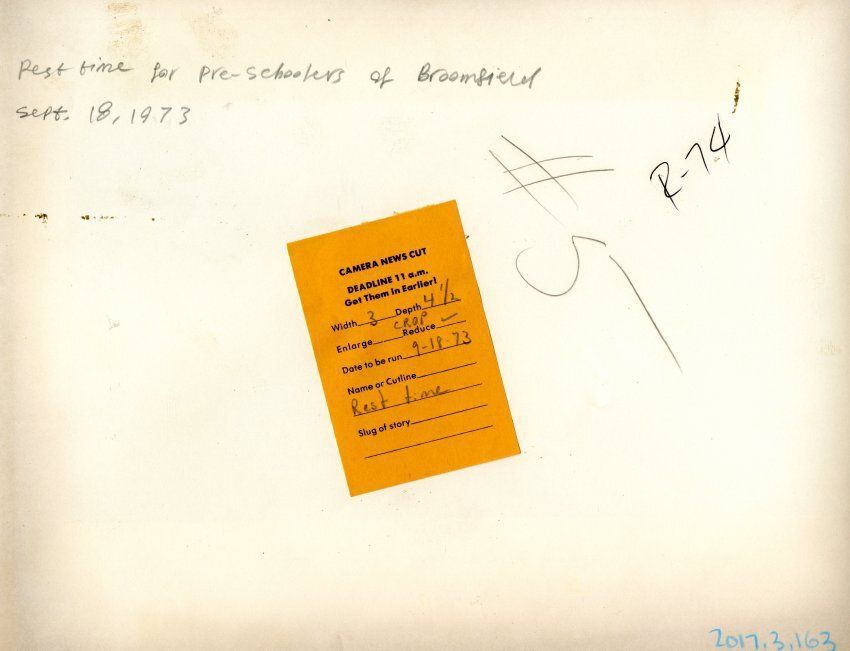 Rest time for pre-schoolers of Broomfield
Sept. 18, 1973
R-74
CAMERA NEWS CUT
DEADLINE 11 a.m.
Get Them in Earlier!
Width 3 Depth 4 1/2
CROP
Enlarge Reduce ✓
Date to be run 9-18-73
Name or Cutline
Rest time
Slug of story
2017.3.163